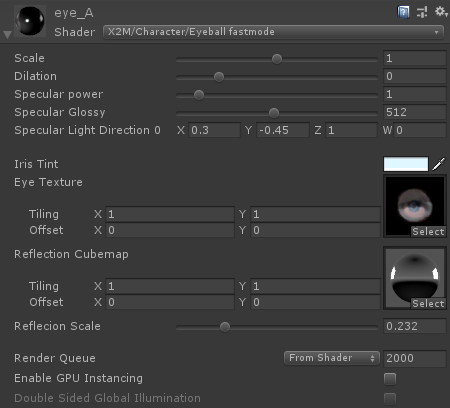 eye_A
Shader X2M/Character/Eyeball fastmode
Scale 1
Dilation 0
Specular power 1
Specular Glossy 512
Specular Light Direction 0 X 0.3 Y -0.45 Z 1 W 0
Iris Tint
Eye Texture
Tiling X 1 Y 1
Offset X 0 Y 0
Select
Reflection Cubemap
Tiling X 1 Y 1
Offset X 0 Y 0
Select
Reflecion Scale 0.232
Render Queue From Shader 2000
Enable GPU Instancing
Double Sided Global Illumination